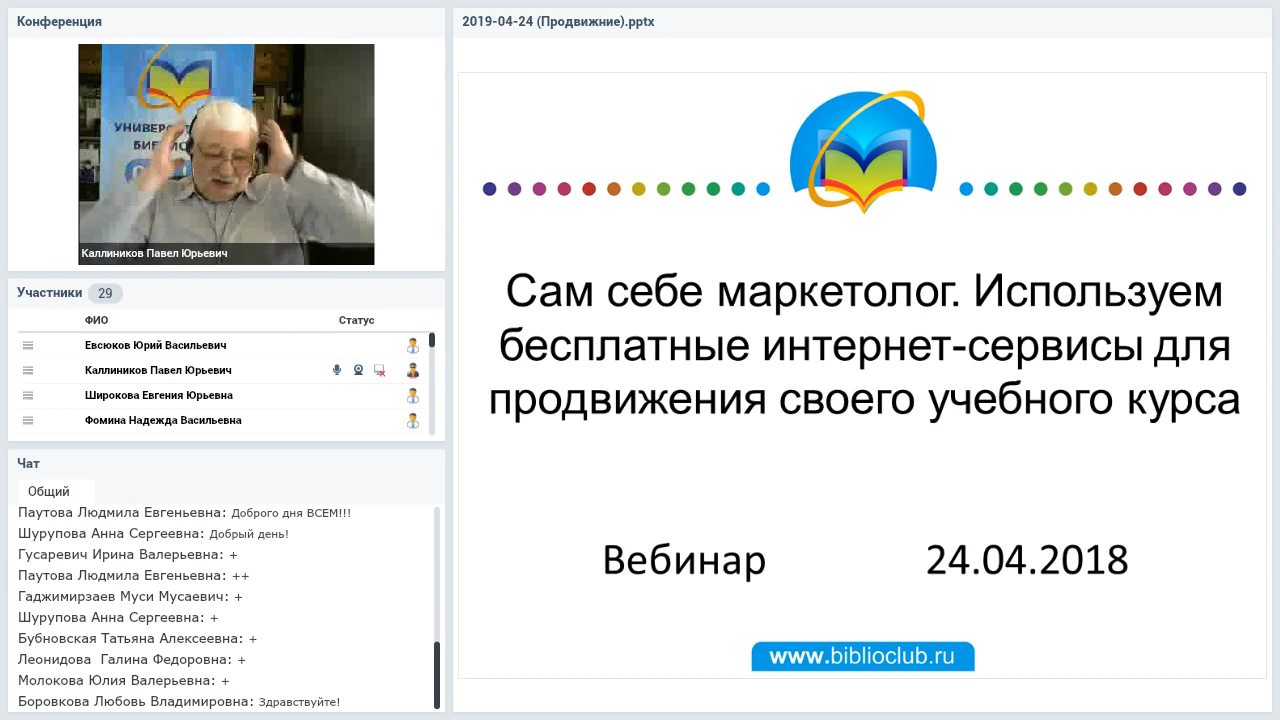 Конференция
УНИВЕРС
БИБЛИО
Каллиников Павел Юрьевич
Участники 29
ФИО Статус
Евсюков Юрий Васильевич
Каллиников Павел Юрьевич
Широкова Евгения Юрьевна
Фомина Надежда Васильевна
Чат
Общий
Паутова Людмила Евгеньевна: Доброго дня ВСЕМ!!!
Шурупова Анна Сергеевна: Добрый день!
Гусаревич Ирина Валерьевна: +
Паутова Людмила Евгеньевна: ++
Гаджимирзаев Муси Мусаевич: +
Шурупова Анна Сергеевна: +
Бубновская Татьяна Алексеевна: +
Леонидова  Галина Федоровна: +
Молокова Юлия Валерьевна: +
Боровкова Любовь Владимировна: Здравствуйте!
2019-04-24 (Продвижние).pptx
Сам себе маркетолог. Используем
бесплатные интернет-сервисы для
продвижения своего учебного курса
Вебинар 24.04.2018
www.biblioclub.ru